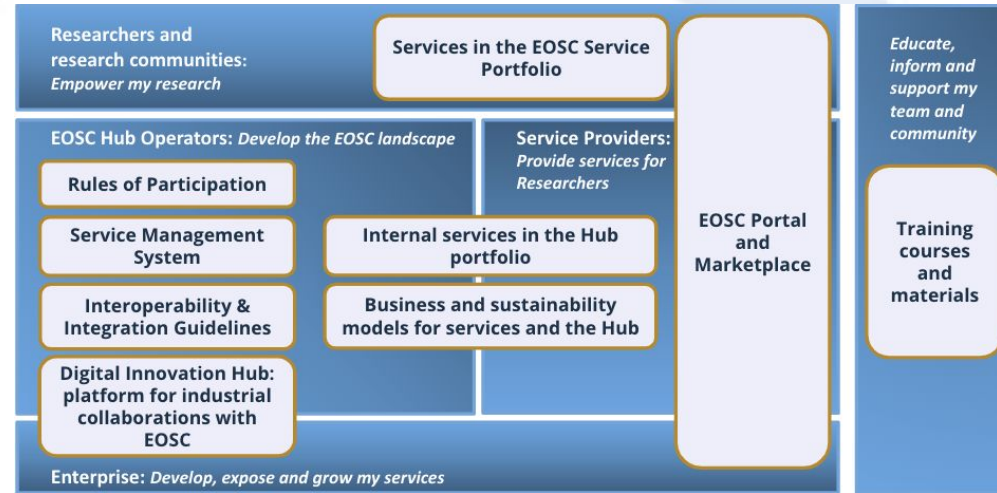 Researchers and
research communities:
Empower my research
Services in the EOSC Service
Portfolio
EOSC Hub Operators: Develop the EOSC landscape
Rules of Participation
Service Management
System
Interoperability &
Integration Guidelines
Digital Innovation Hub:
platform for industrial
collaborations with
EOSC
Service Providers:
Provide services for
Researchers
Internal services in the Hub
portfolio
Business and sustainability
models for services and the Hub
EOSC Portal
and
Marketplace
Enterprise: Develop, expose and grow my services
Educate,
inform and
support my
team and
community
Training
courses
and
materials